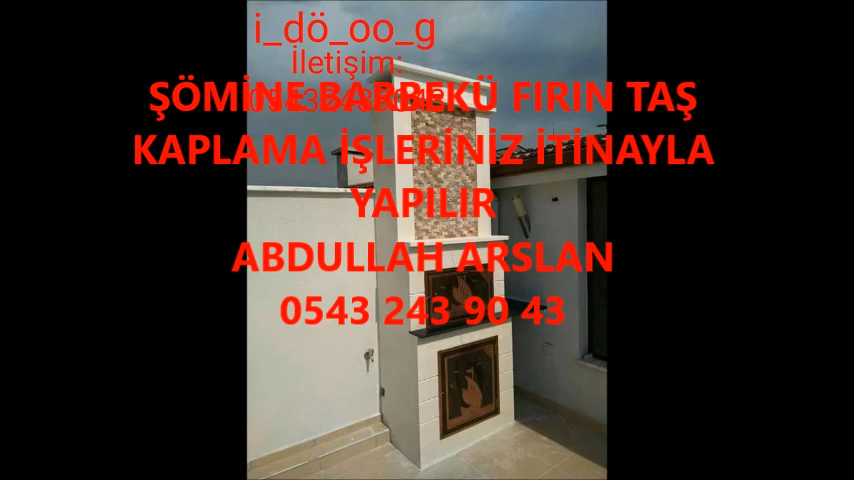 i_dö_oo_g
İletişim:
ŞÖMİNE BARBEKÜ FIRIN TAŞ
KAPLAMA İŞLERİNİZ İTİNAYLA
YAPILIR
ABDULLAH ARSLAN
0543 243 90 43